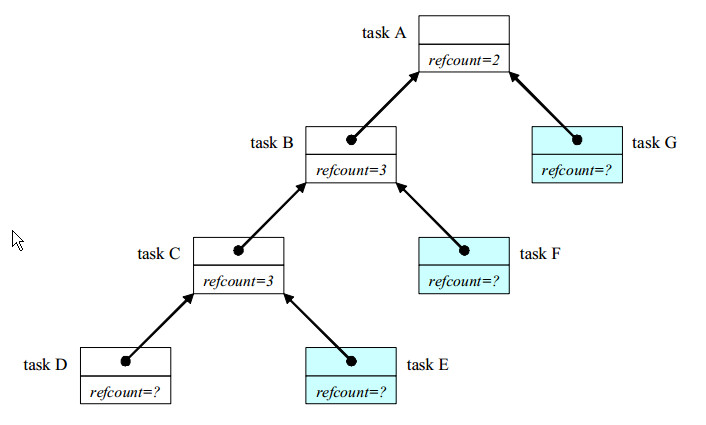 task A
refcount=2
task B
refcount=3
task G
refcount=?
task C
refcount=3
task F
refcount=?
task D
refcount=?
task E
refcount=?